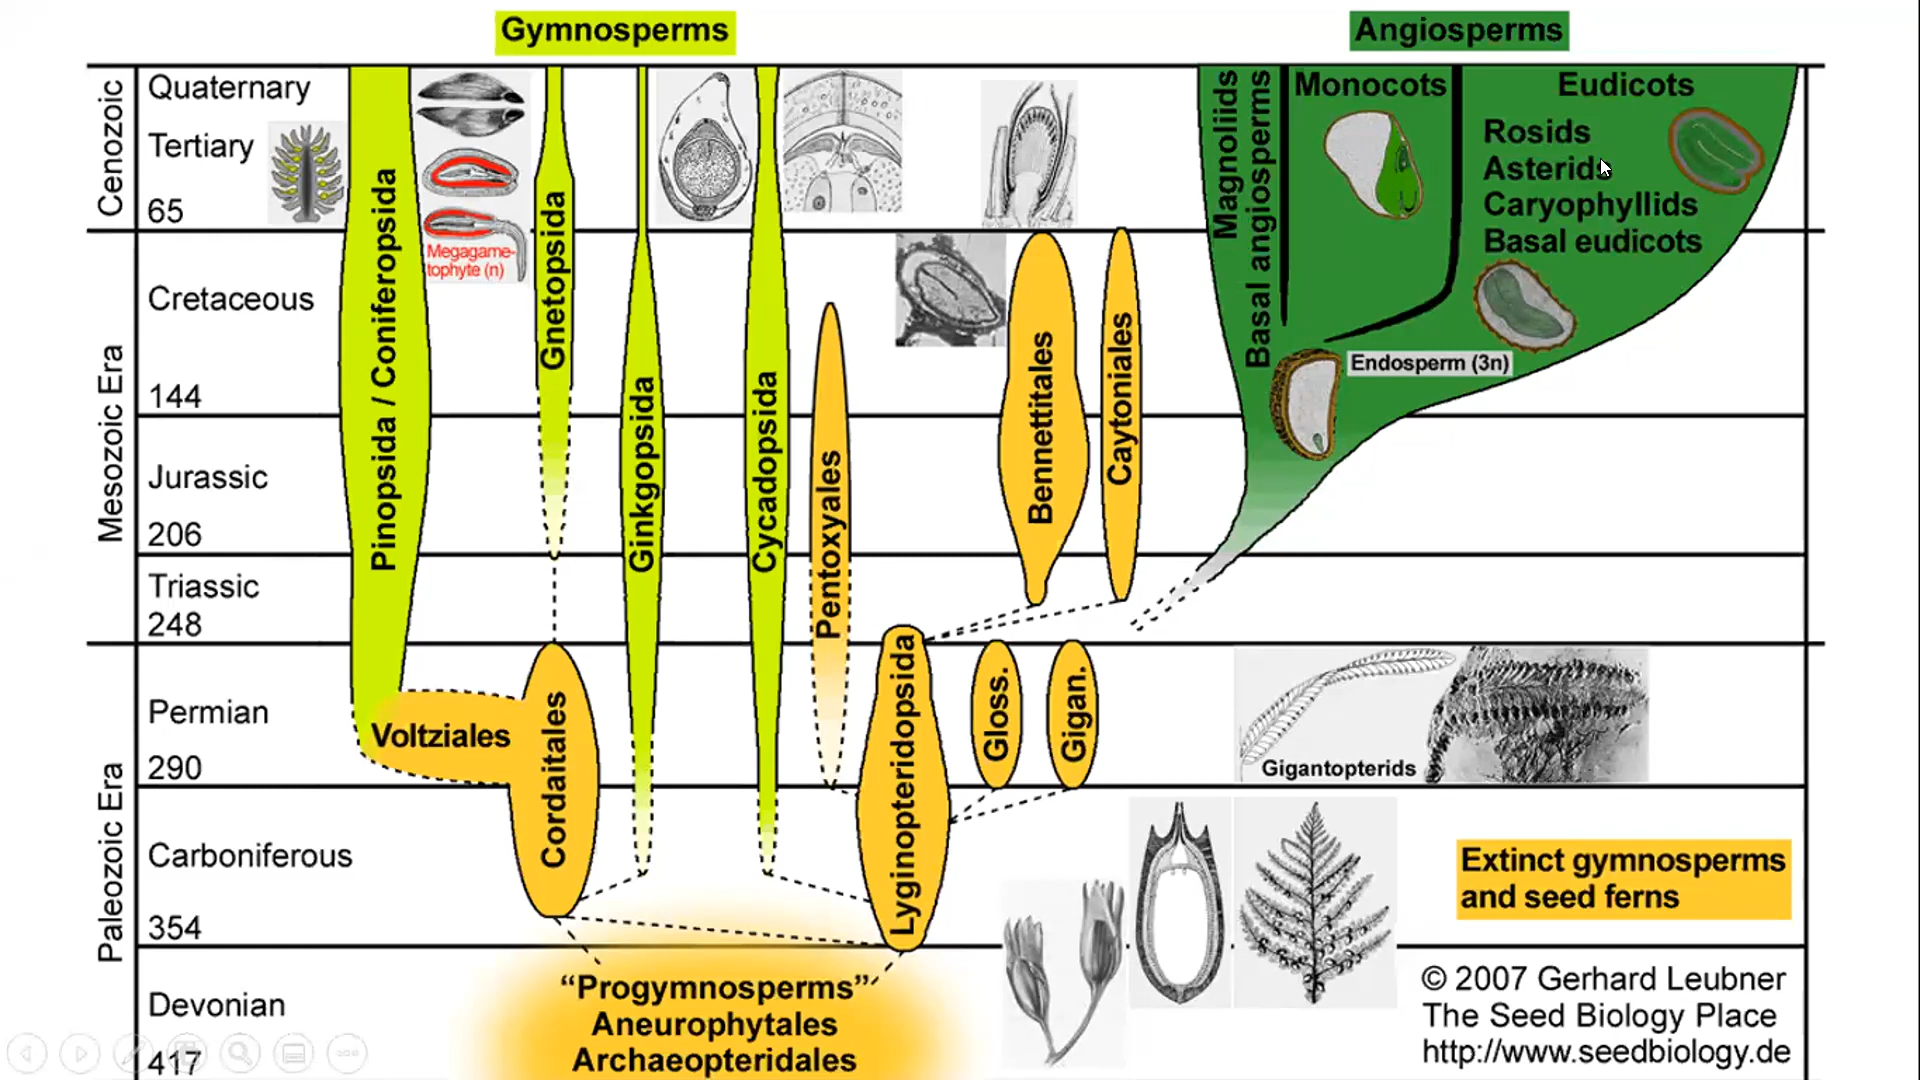 Gymnosperms
Angiosperms
Cenozoic
Quaternary
Tertiary
65
Mesozoic Era
Cretaceous
144
Jurassic
206
Triassic
248
Paleozoic Era
Permian
290
Carboniferous
354
Devonian
417
Pinopsida / Coniferopsida
Megagame-
tophyte (n)
Gnetopsida
Ginkgopsida
Cycadopsida
Pentoxyales
Bennettitales
Caytoniales
Magnoliids
Basal angiosperms
Monocots
Eudicots
Rosids
Asterids
Caryophyllids
Basal eudicots
Endosperm (3n)
Voltziales
Cordaitales
Lyginopteridopsida
Gloss.
Gigan.
Gigantopterids
Extinct gymnosperms
and seed ferns
“Progymnosperms”
Aneurophytales
Archaeopteridales
© 2007 Gerhard Leubner
The Seed Biology Place
http://www.seedbiology.de